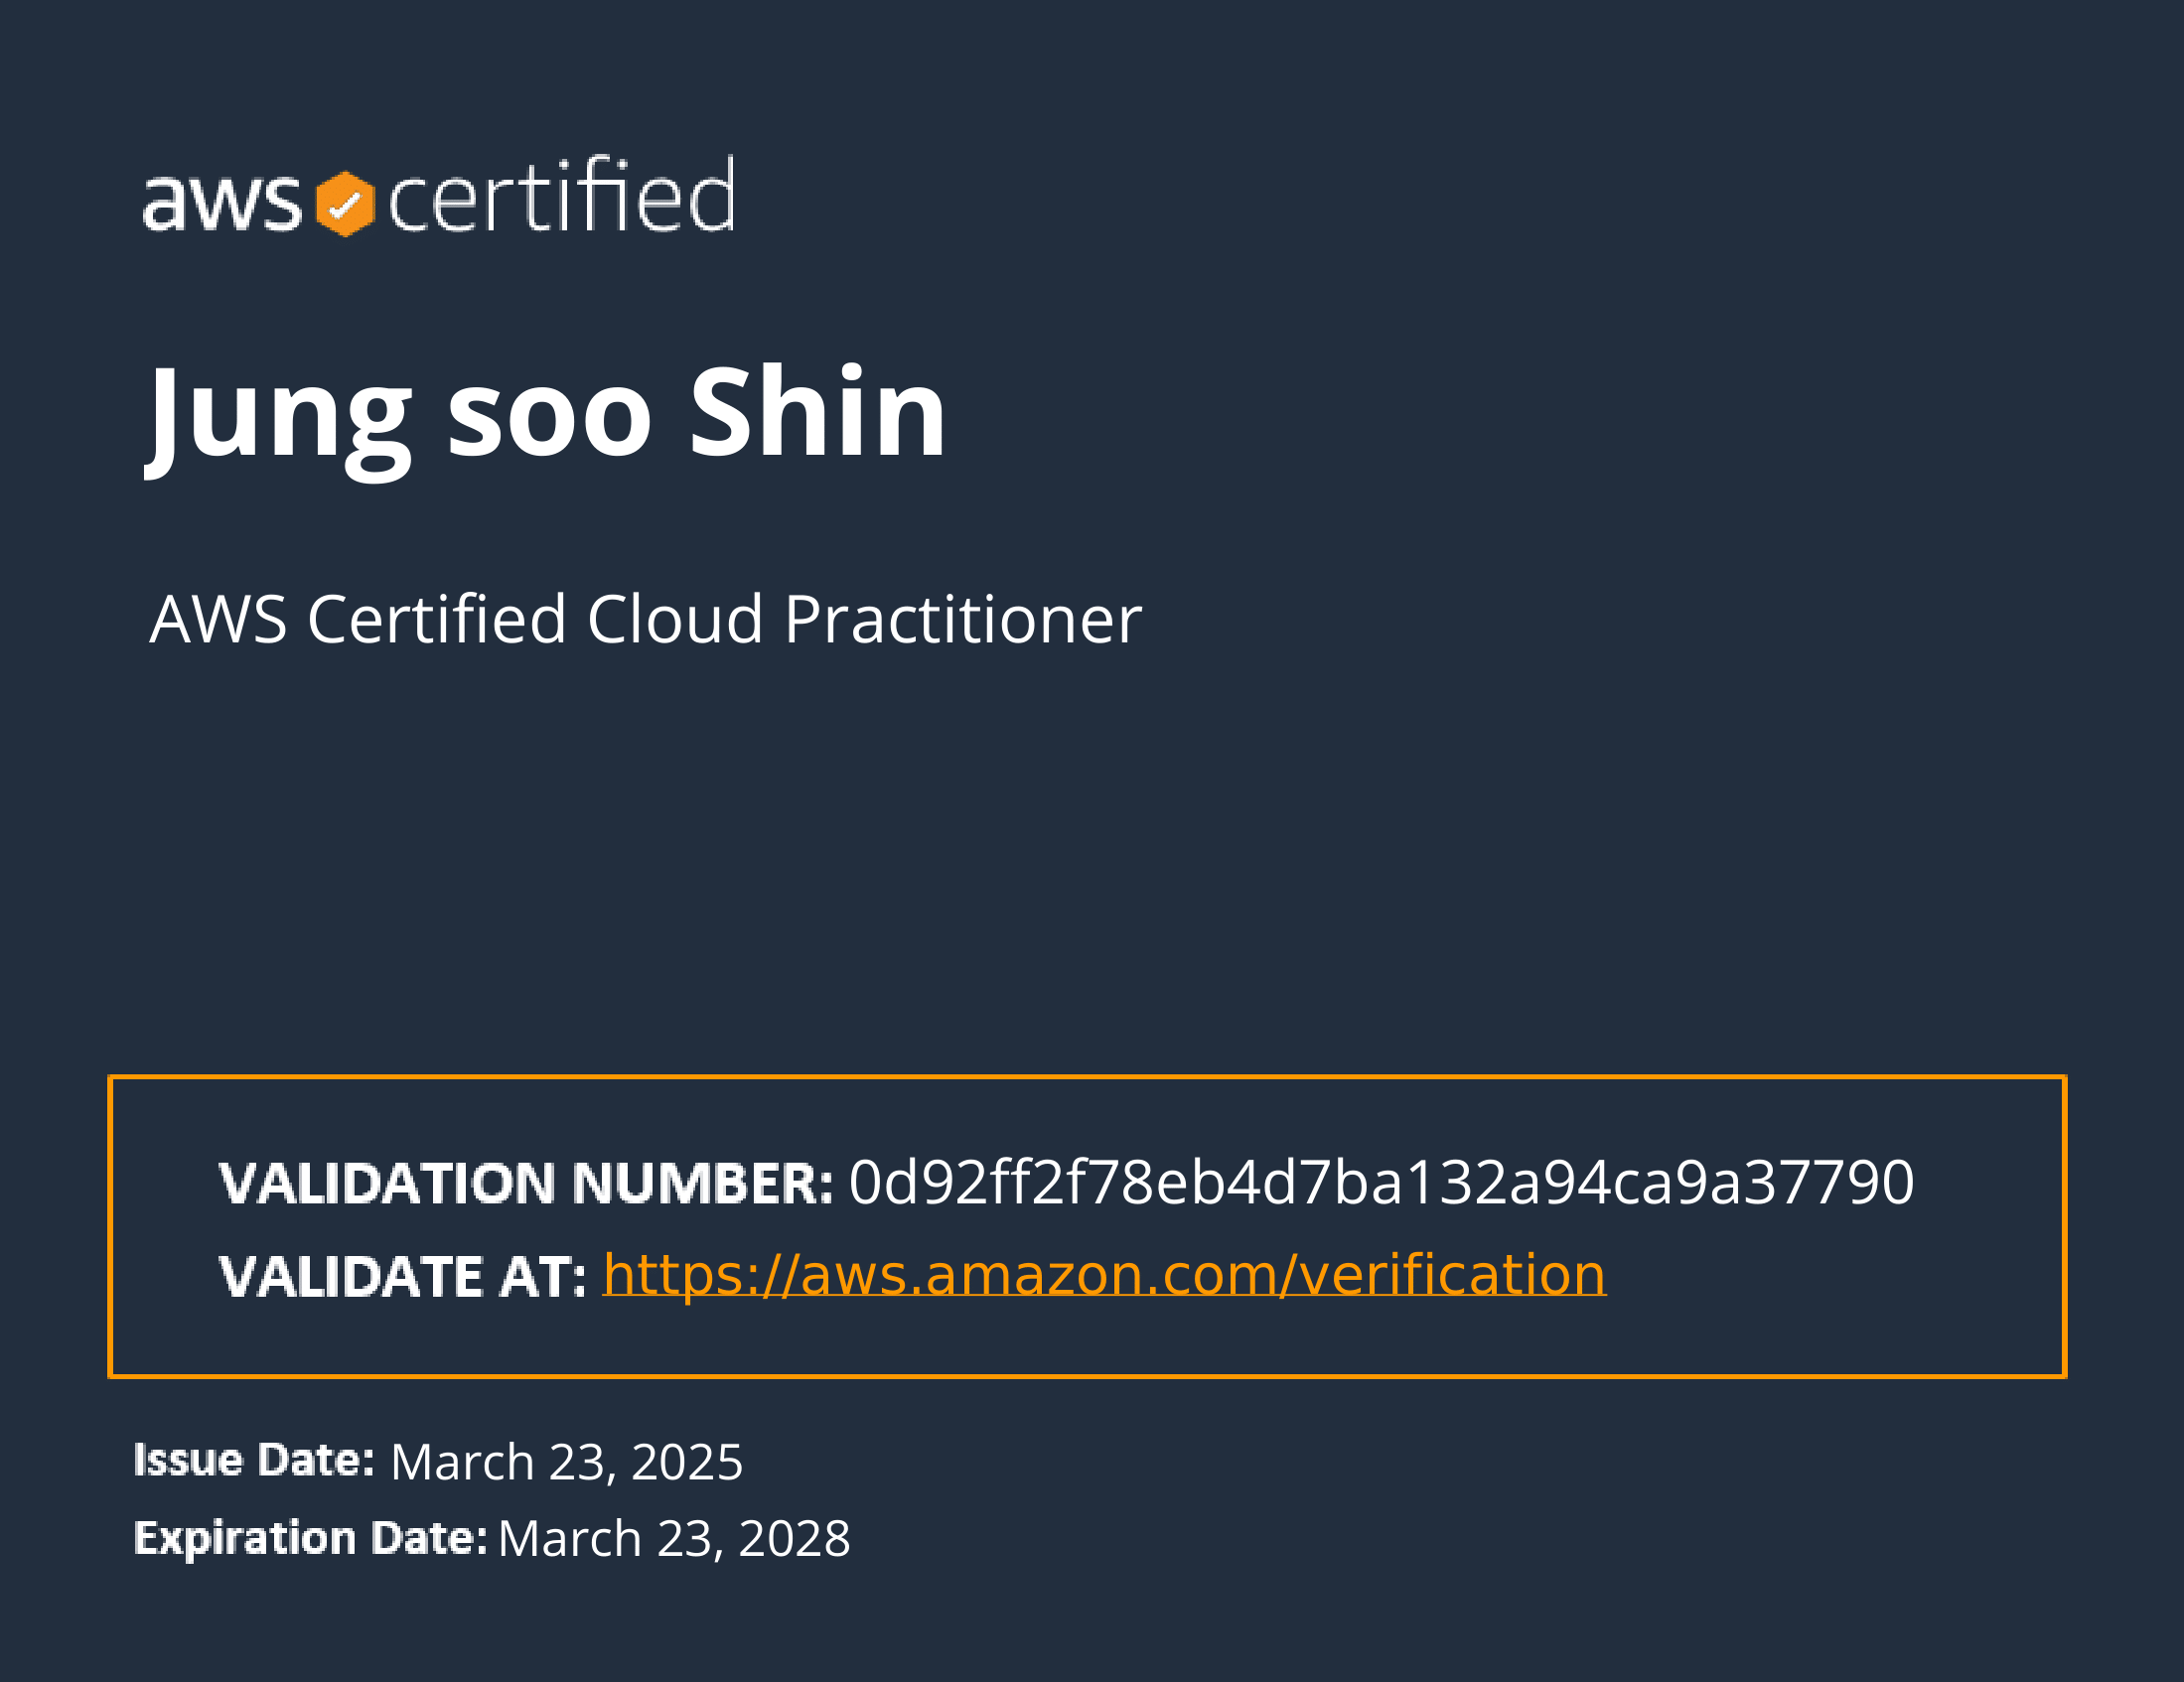 aws certified
Jung soo Shin
AWS Certified Cloud Practitioner
VALIDATION NUMBER: 0d92ff2f78eb4d7ba132a94ca9a37790
VALIDATE AT: https://aws.amazon.com/verification
Issue Date: March 23, 2025
Expiration Date: March 23, 2028